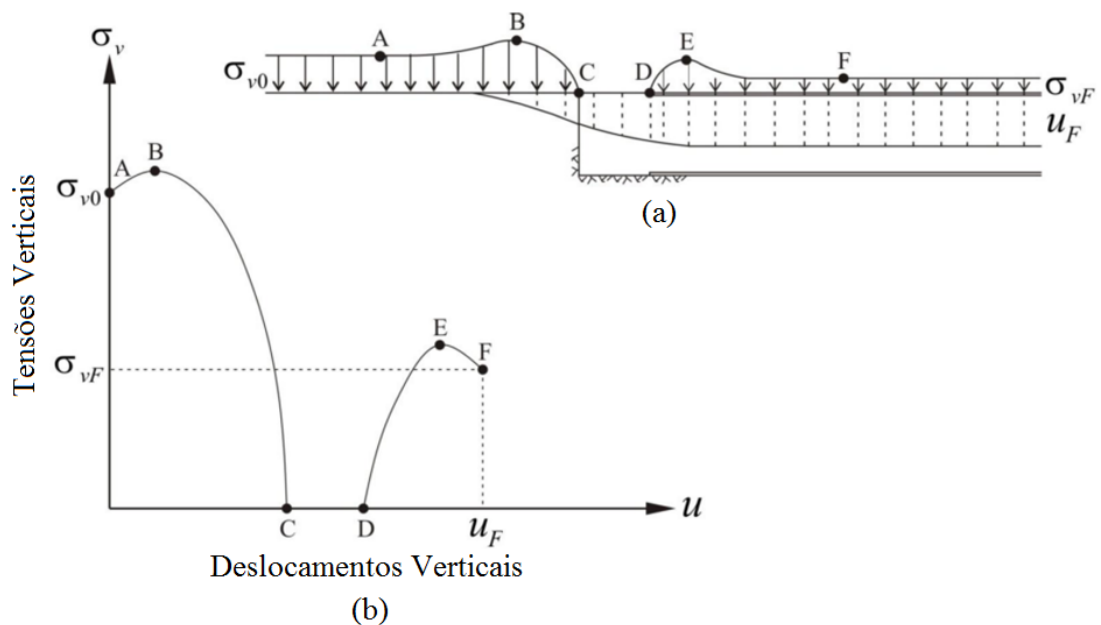 σv
A
B
C
D
E
F
σv0
σvF
uF
(a)
Tensões Verticais
σv0
A
B
E
F
σvF
C
D
uF
u
Deslocamentos Verticais
(b)